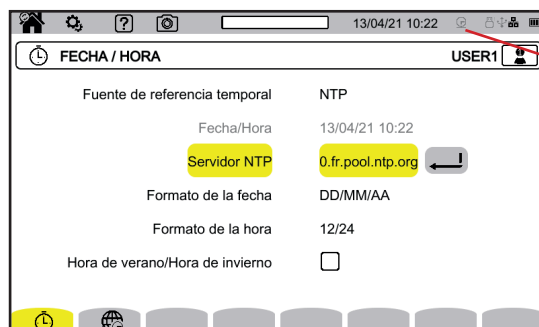 13/04/21 10:22
FECHA / HORA USER1
Fuente de referencia temporal NTP
Fecha/Hora 13/04/21 10:22
Servidor NTP 0.fr.pool.ntp.org
Formato de la fecha DD/MM/AA
Formato de la hora 12/24
Hora de verano/Hora de invierno